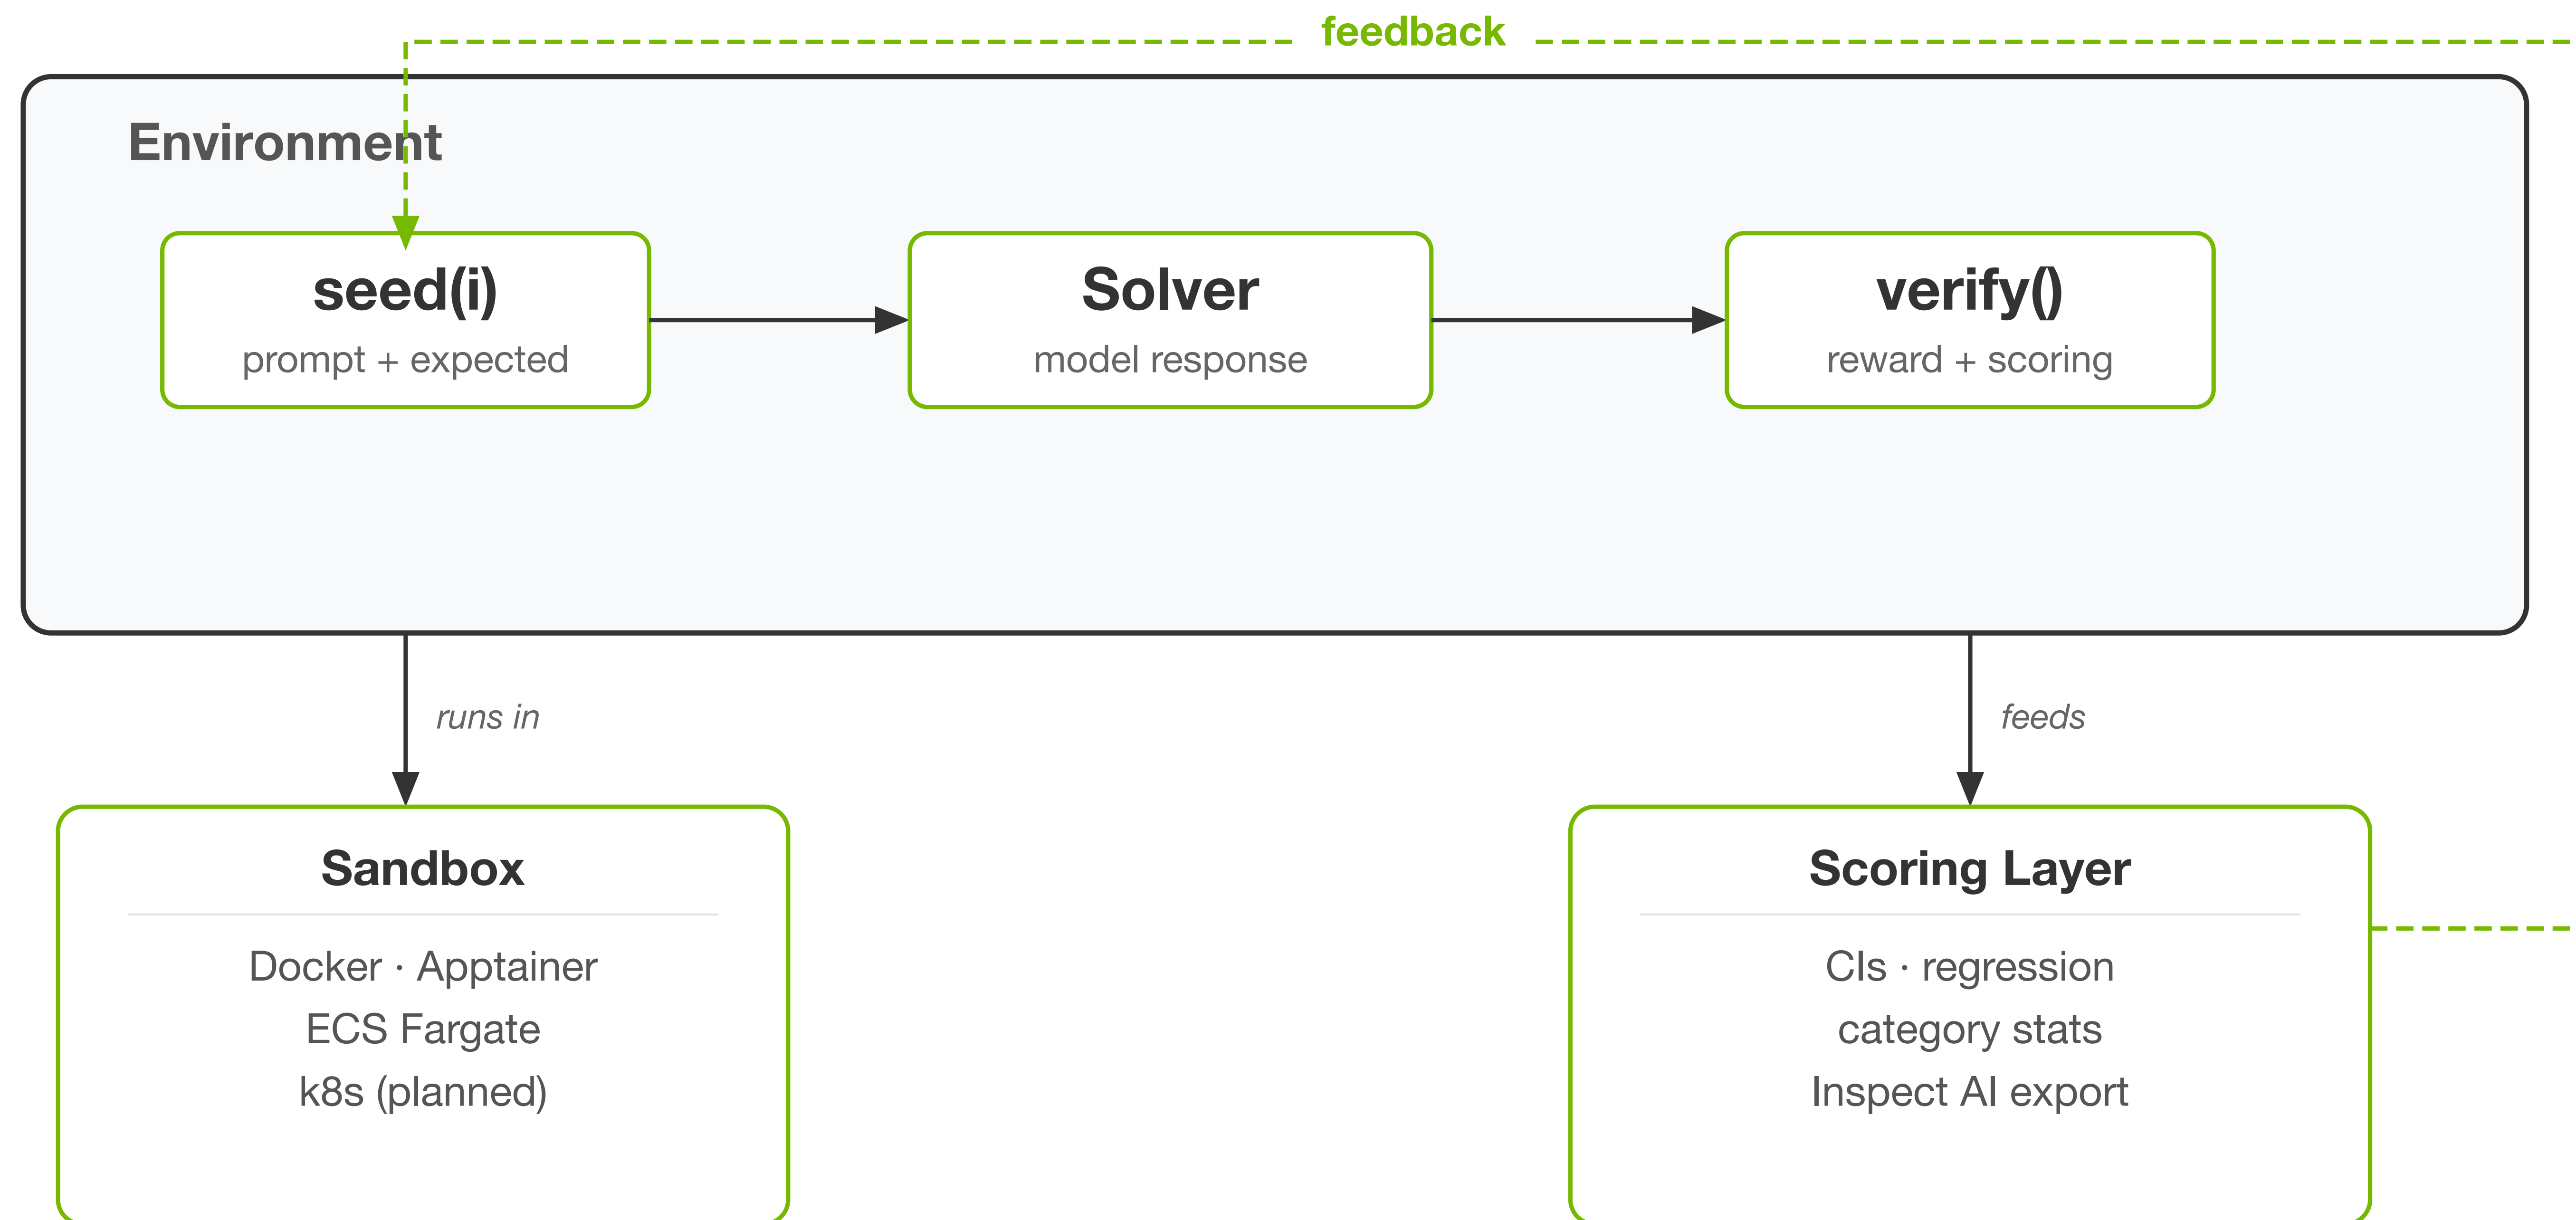 feedback
Environment
seed(i)
prompt + expected
Solver
model response
verify()
reward + scoring
runs in
feeds
Sandbox
Docker · Apptainer
ECS Fargate
k8s (planned)
Scoring Layer
CIs · regression
category stats
Inspect AI export